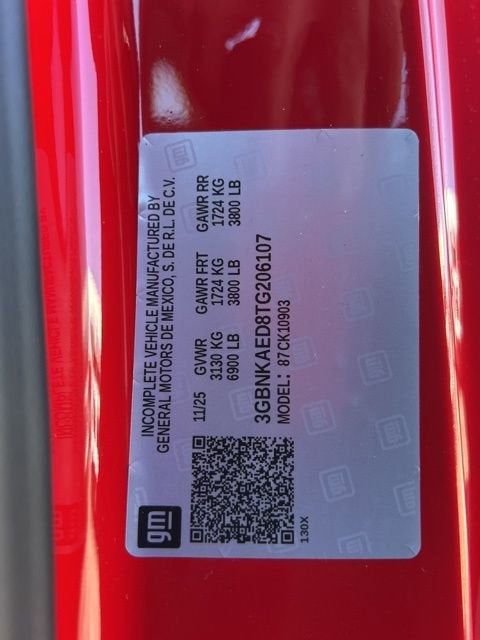 INCOMPLETE VEHICLE MANUFACTURED BY
GENERAL MOTORS DE MEXICO, S. DE R.L. DE C.V.
11/25 GVWR GAWR FRT GAWR RR
3130 KG 1724 KG 1724 KG
6900 LB 3800 LB 3800 LB
3GBNKAED8TG206107
MODEL: 87CK10903
gm
130X